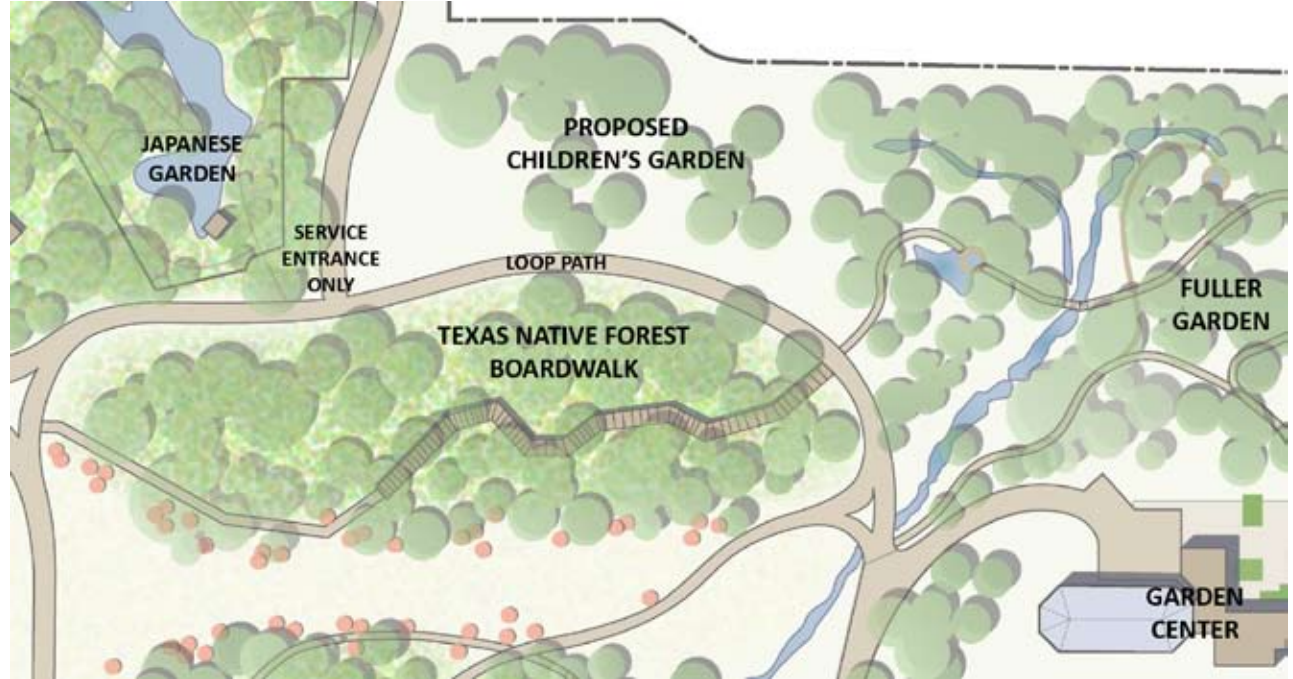 JAPANESE
GARDEN
PROPOSED
CHILDREN'S GARDEN
SERVICE
ENTRANCE
ONLY
LOOP PATH
TEXAS NATIVE FOREST
BOARDWALK
FULLER
GARDEN
GARDEN
CENTER